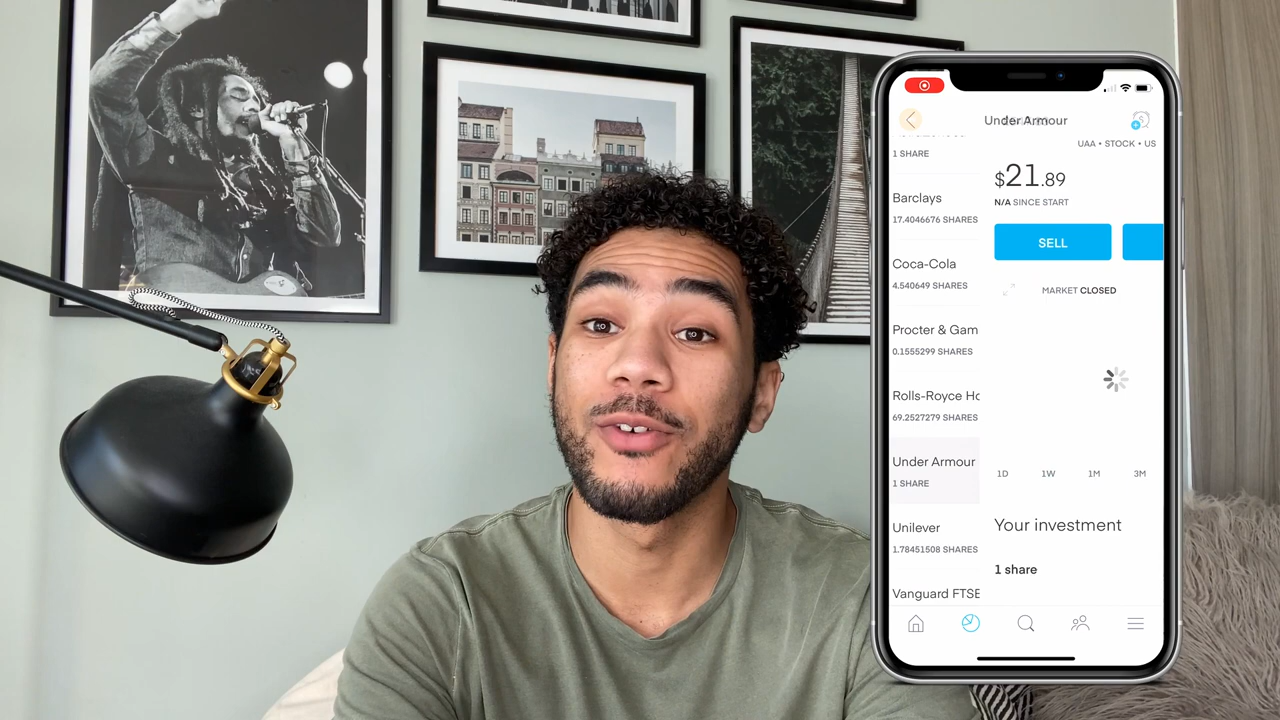 Under Armour
UAA • STOCK • US
$21.89
N/A SINCE START
SELL
MARKET CLOSED
1D 1W 1M 3M
Your investment
1 share
1 SHARE
Barclays
17.4046676 SHARES
Coca-Cola
4.540649 SHARES
Procter & Gam
0.1555299 SHARES
Rolls-Royce Ho
69.2527279 SHARES
Under Armour
1 SHARE
Unilever
1.78451508 SHARES
Vanguard FTSE